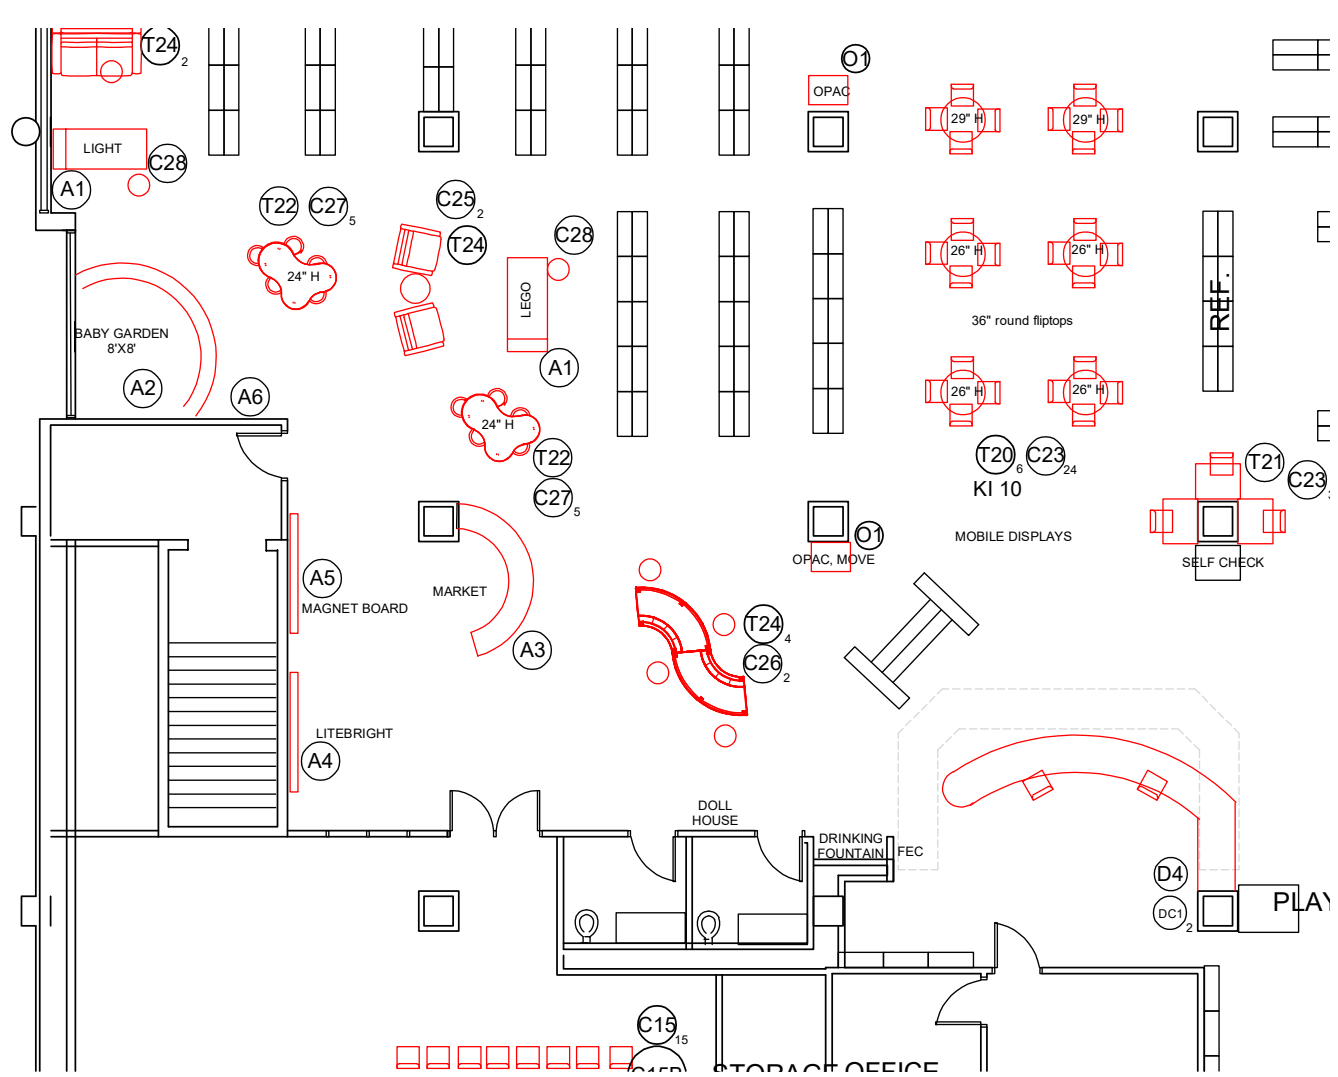 T24
2
O1
OPAC
29" H
29" H
LIGHT
C28
A1
T22
C27
5
C25
2
T24
C28
24" H
LEGO
26" H
26" H
REF.
36" round fliptops
BABY GARDEN
8'X8'
A2
A6
A1
26" H
26" H
24" H
T22
C27
5
T20
6
C23
24
KI 10
T21
C23
MOBILE DISPLAYS
O1
OPAC, MOVE
SELF CHECK
A5
MAGNET BOARD
MARKET
A3
T24
4
C26
2
LITEBRIGHT
A4
DOLL
HOUSE
DRINKING
FOUNTAIN
FEC
D4
DC1
2
PLAY
C15
15
C15B
STORAGE
OFFICE